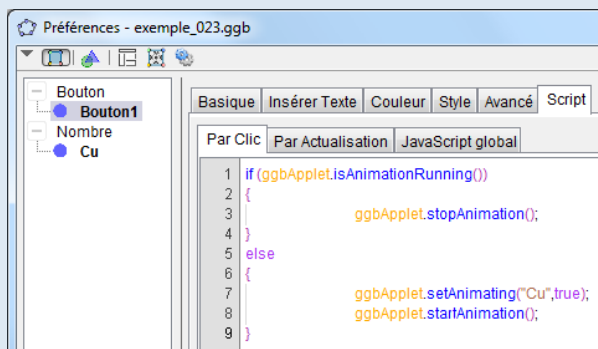 Préférences - exemple_023.ggb
Bouton
Bouton1
Nombre
Cu
Basique Insérer Texte Couleur Style Avancé Script
Par Clic Par Actualisation JavaScript global
1 if (ggbApplet.isAnimationRunning())
2 {
3 ggbApplet.stopAnimation();
4 }
5 else
6 {
7 ggbApplet.setAnimating("Cu",true);
8 ggbApplet.startAnimation();
9 }